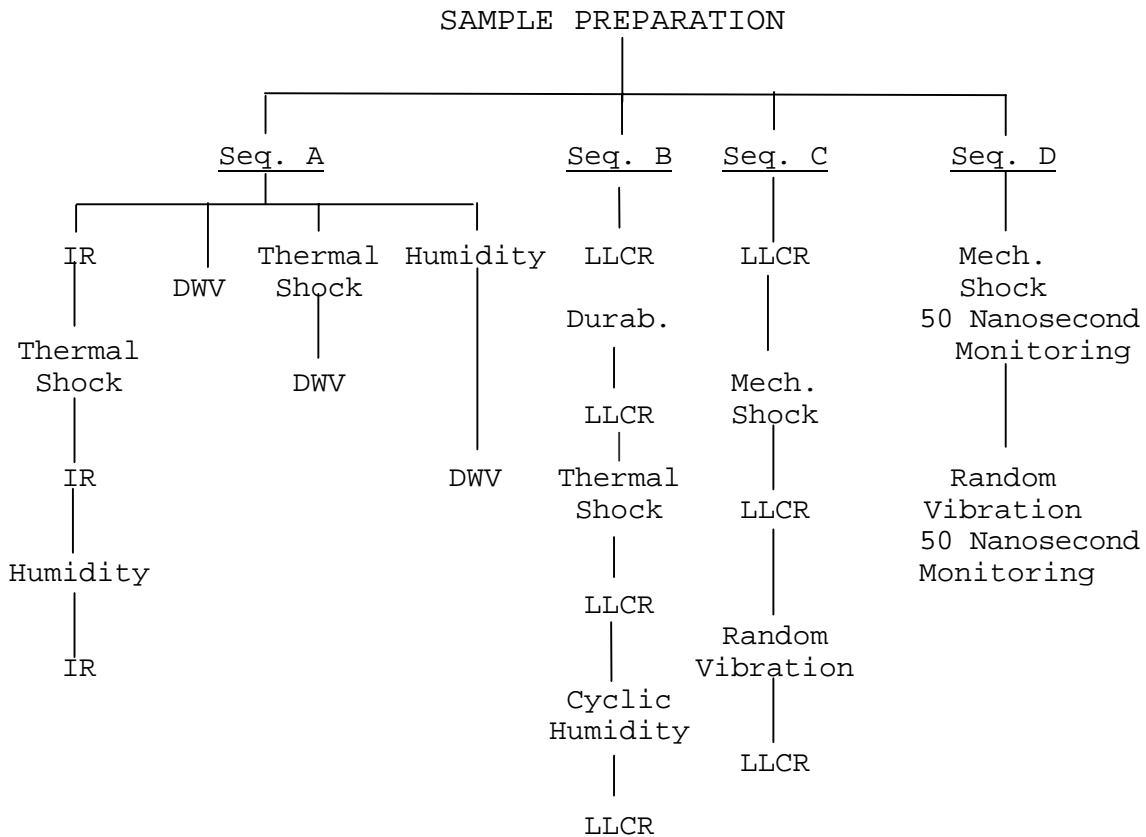 SAMPLE PREPARATION
Seq. A
Seq. B
Seq. C
Seq. D
IR
Thermal
Shock
IR
Humidity
IR
DWV
Thermal
Shock
DWV
Humidity
DWV
LLCR
Durab.
LLCR
Thermal
Shock
LLCR
Cyclic
Humidity
LLCR
LLCR
Mech.
Shock
LLCR
Random
Vibration
LLCR
Mech.
Shock
50 Nanosecond
Monitoring
Random
Vibration
50 Nanosecond
Monitoring